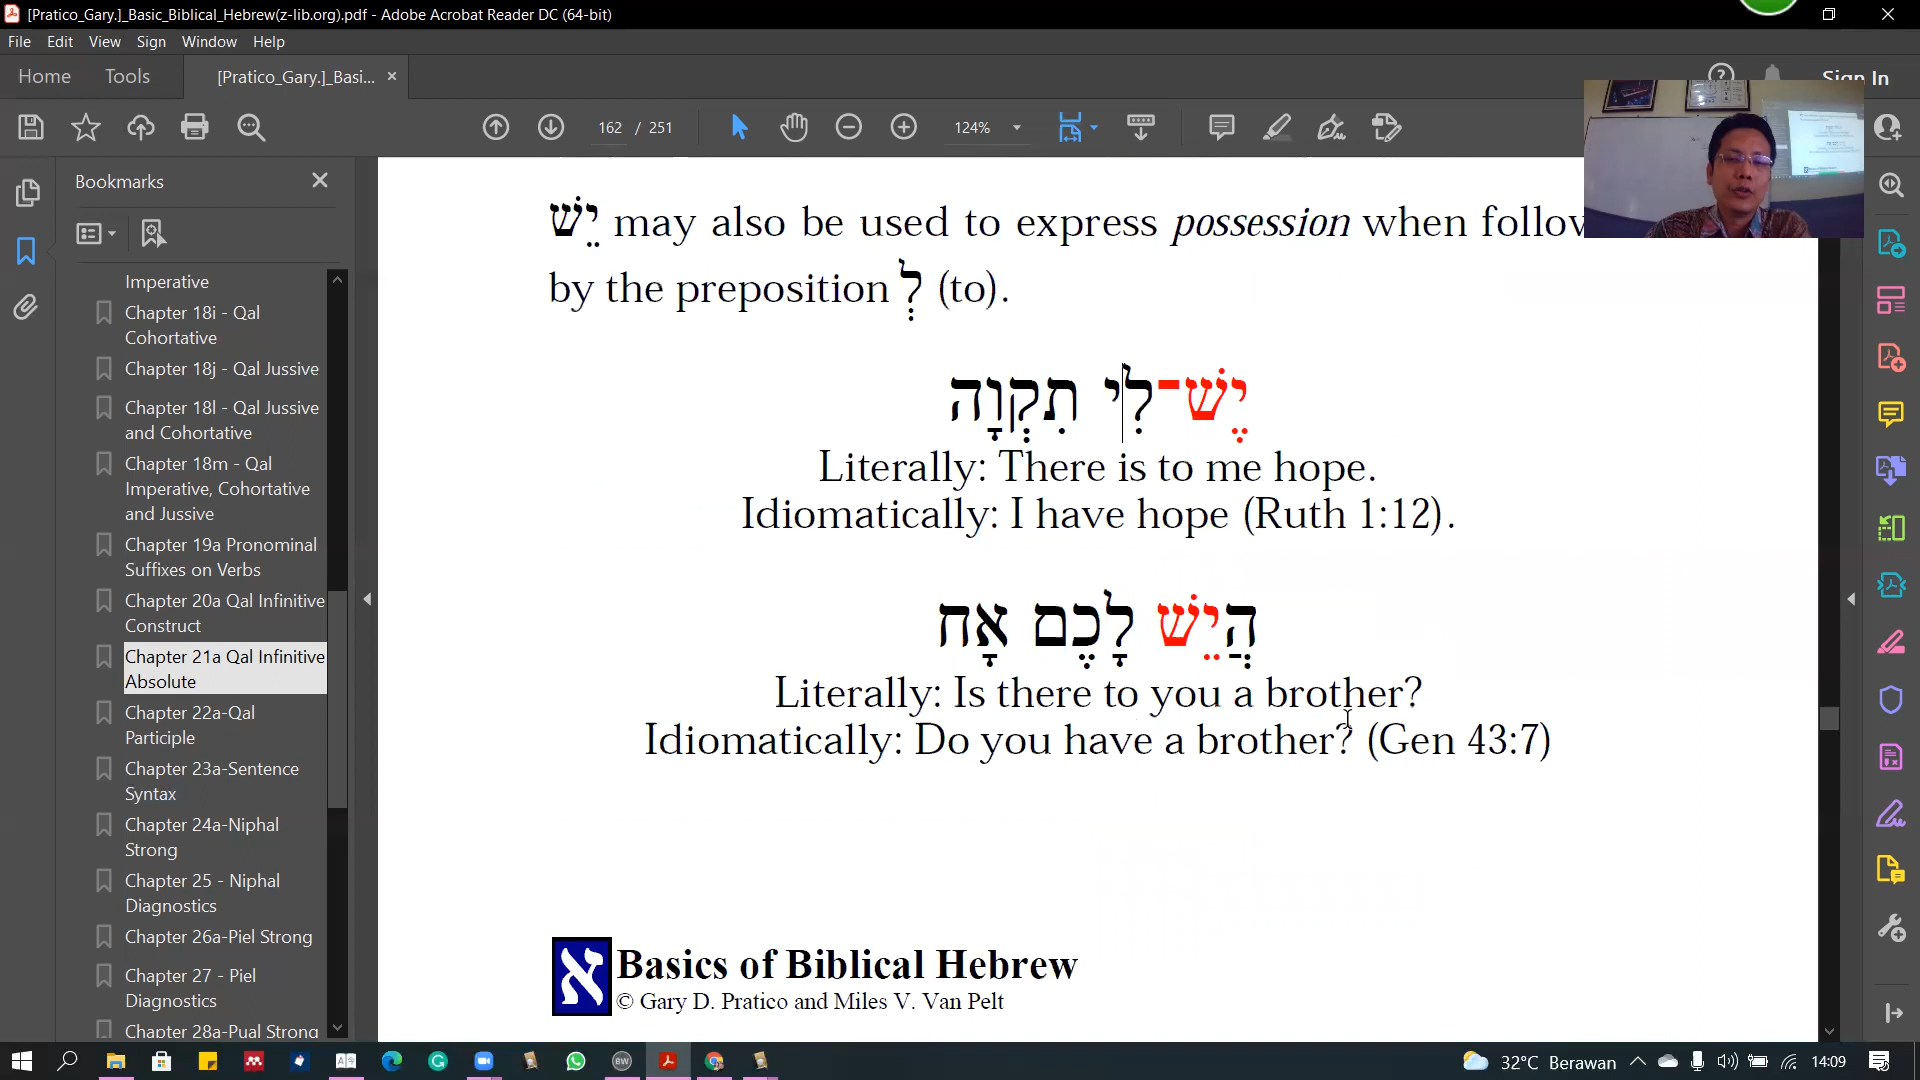 [Pratico_Gary.]_Basic_Biblical_Hebrew(z-lib.org).pdf - Adobe Acrobat Reader DC (64-bit)
File Edit View Sign Window Help
Home Tools [Pratico_Gary.]_Basi... Sign In
162 / 251 124%
Bookmarks
Imperative
Chapter 18i - Qal
Cohortative
Chapter 18j - Qal Jussive
Chapter 18l - Qal Jussive
and Cohortative
Chapter 18m - Qal
Imperative, Cohortative
and Jussive
Chapter 19a Pronominal
Suffixes on Verbs
Chapter 20a Qal Infinitive
Construct
Chapter 21a Qal Infinitive
Absolute
Chapter 22a-Qal
Participle
Chapter 23a-Sentence
Syntax
Chapter 24a-Niphal
Strong
Chapter 25 - Niphal
Diagnostics
Chapter 26a-Piel Strong
Chapter 27 - Piel
Diagnostics
Chapter 28a-Pual Strong
יֵשׁ may also be used to express possession when follow
by the preposition לְ (to).
יֶשׁ־לִי תִקְוָה
Literally: There is to me hope.
Idiomatically: I have hope (Ruth 1:12).
הֲיֵשׁ לָכֶם אָח
Literally: Is there to you a brother?
Idiomatically: Do you have a brother? (Gen 43:7)
א Basics of Biblical Hebrew
© Gary D. Pratico and Miles V. Van Pelt
32°C Berawan 14:09